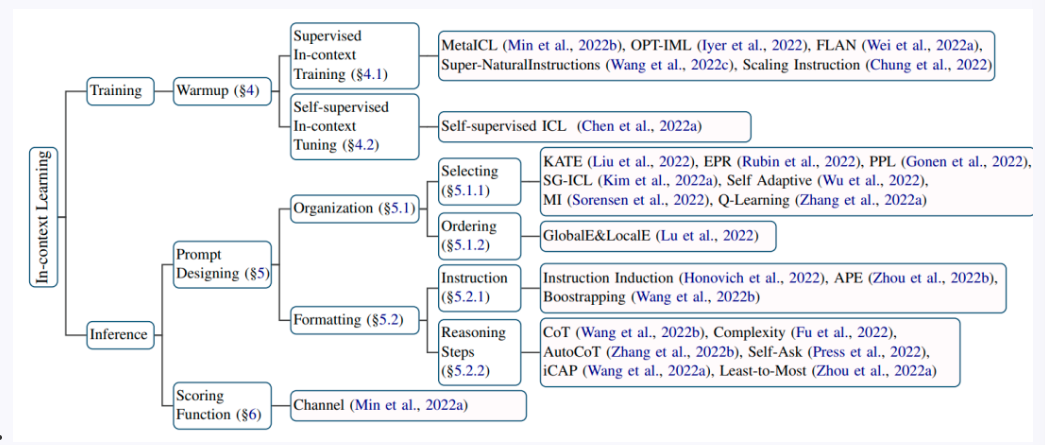 In-context Learning
Training
Warmup (§4)
Supervised
In-context
Training (§4.1)
MetaICL (Min et al., 2022b), OPT-IML (Iyer et al., 2022), FLAN (Wei et al., 2022a),
Super-NaturalInstructions (Wang et al., 2022c), Scaling Instruction (Chung et al., 2022)
Self-supervised
In-context
Tuning (§4.2)
Self-supervised ICL (Chen et al., 2022a)
Inference
Prompt
Designing (§5)
Organization (§5.1)
Selecting
(§5.1.1)
KATE (Liu et al., 2022), EPR (Rubin et al., 2022), PPL (Gonen et al., 2022),
SG-ICL (Kim et al., 2022a), Self Adaptive (Wu et al., 2022),
MI (Sorensen et al., 2022), Q-Learning (Zhang et al., 2022a)
Ordering
(§5.1.2)
GlobalE&LocalE (Lu et al., 2022)
Formatting (§5.2)
Instruction
(§5.2.1)
Instruction Induction (Honovich et al., 2022), APE (Zhou et al., 2022b),
Boostrapping (Wang et al., 2022b)
Reasoning
Steps
(§5.2.2)
CoT (Wang et al., 2022b), Complexity (Fu et al., 2022),
AutoCoT (Zhang et al., 2022b), Self-Ask (Press et al., 2022),
iCAP (Wang et al., 2022a), Least-to-Most (Zhou et al., 2022a)
Scoring
Function (§6)
Channel (Min et al., 2022a)